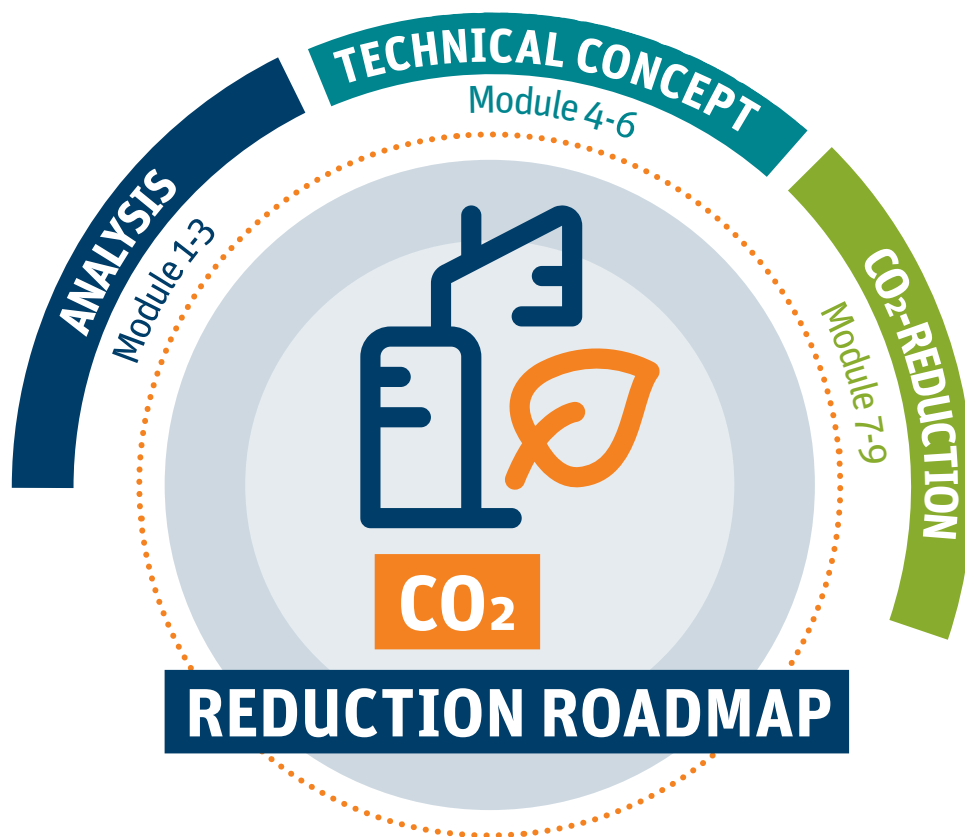 ANALYSIS
Module 1-3
TECHNICAL CONCEPT
Module 4-6
CO₂-REDUCTION
Module 7-9
CO₂
REDUCTION ROADMAP